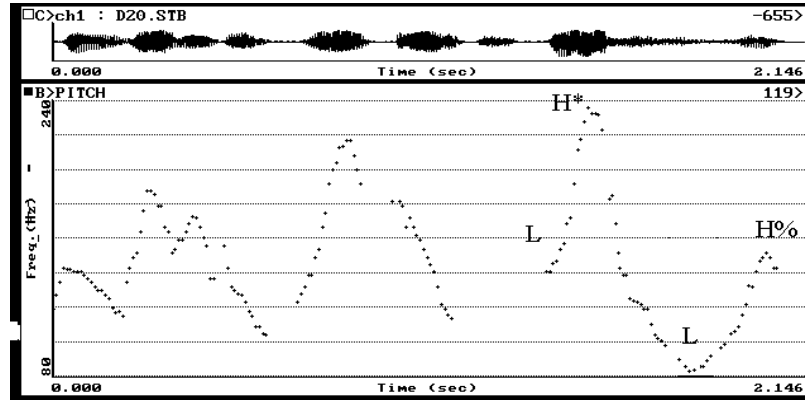 □C>ch1 : D20.STB -655>
0.000 Time (sec) 2.146
■B>PITCH 119>
240
H*
Freq_(Hz)
L
H%
L
80
0.000 Time (sec) 2.146